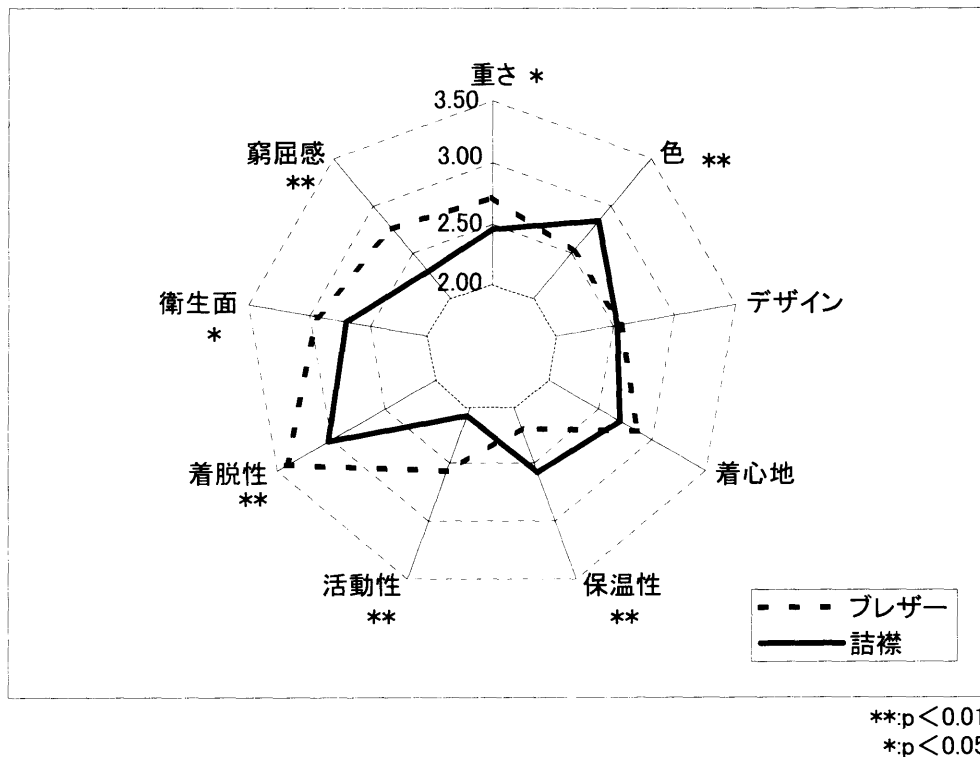 重さ *
3.50
3.00
2.50
2.00
色 **
デザイン
着心地
保温性
**
活動性
**
着脱性
**
衛生面
*
窮屈感
**
ブレザー
詰襟
**:p<0.01
*:p<0.05